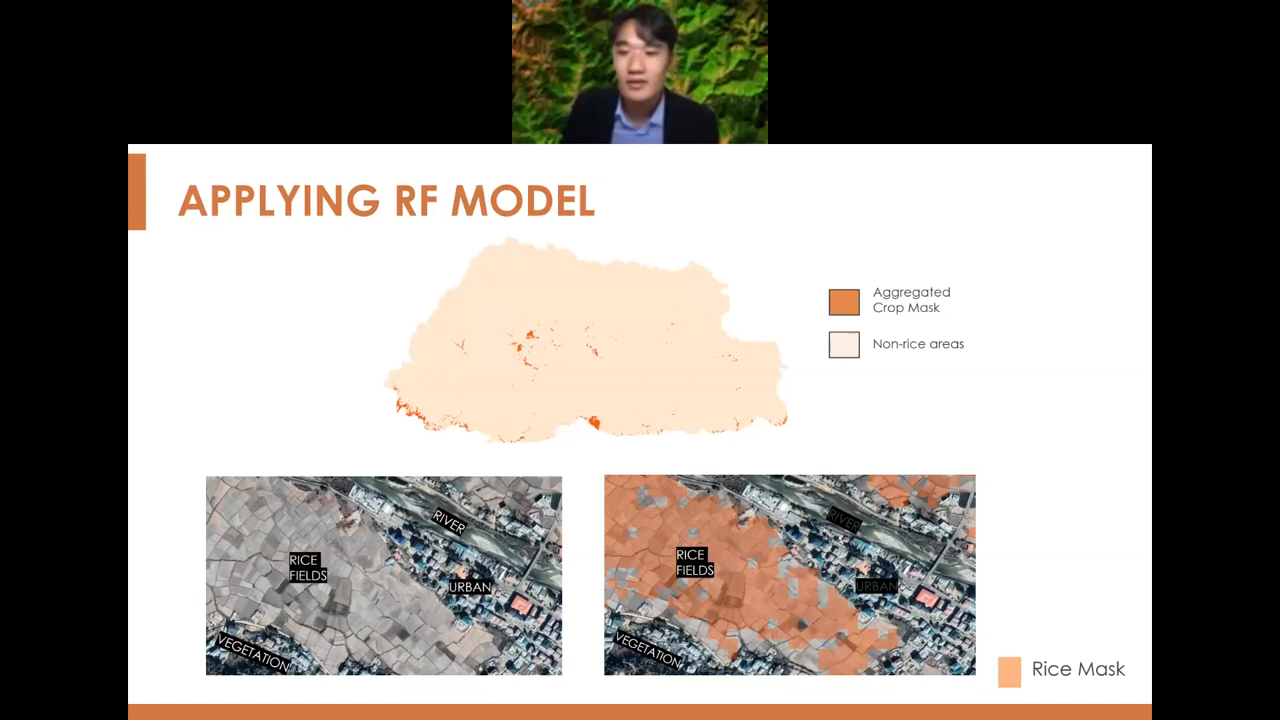 APPLYING RF MODEL
Aggregated
Crop Mask
Non-rice areas
RIVER
RICE
FIELDS
URBAN
VEGETATION
RIVER
RICE
FIELDS
URBAN
VEGETATION
Rice Mask